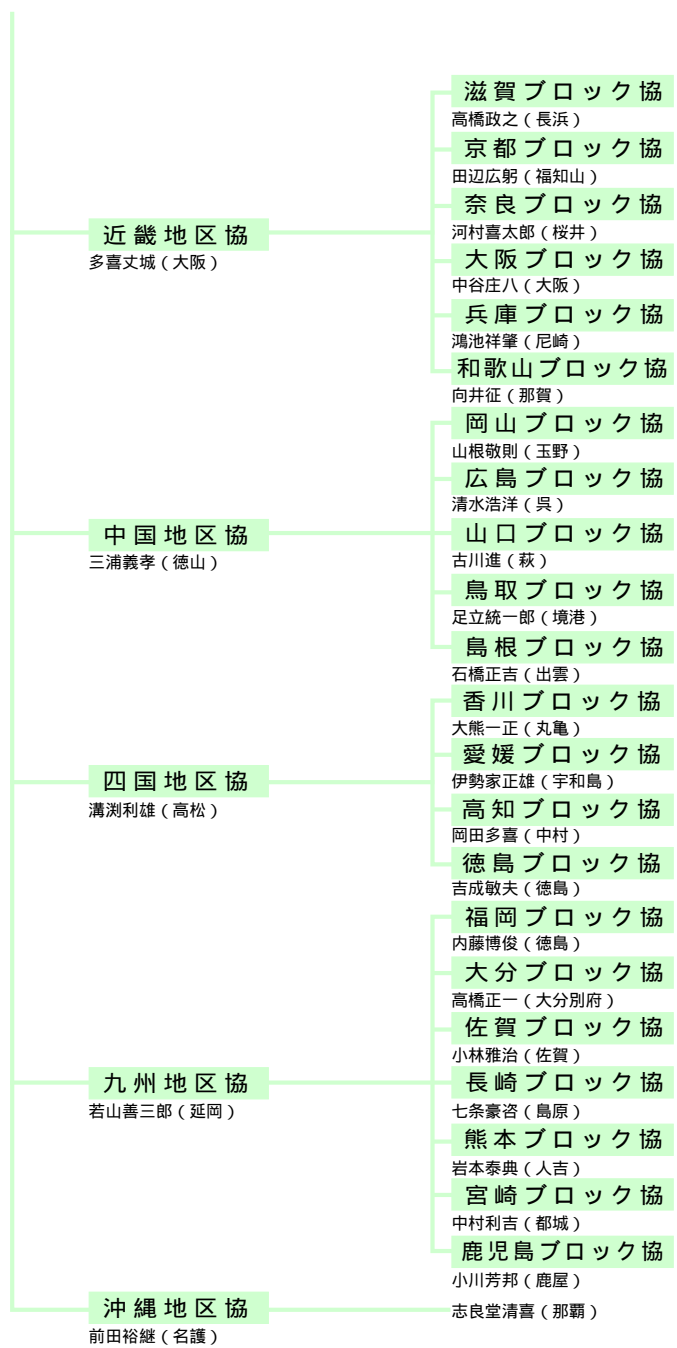 近畿地区協
多喜丈城（大阪）
滋賀ブロック協
高橋政之（長浜）
京都ブロック協
田辺広躬（福知山）
奈良ブロック協
河村喜太郎（桜井）
大阪ブロック協
中谷庄八（大阪）
兵庫ブロック協
鴻池祥肇（尼崎）
和歌山ブロック協
向井征（那賀）
中国地区協
三浦義孝（徳山）
岡山ブロック協
山根敬則（玉野）
広島ブロック協
清水浩洋（呉）
山口ブロック協
古川進（萩）
鳥取ブロック協
足立統一郎（境港）
島根ブロック協
石橋正吉（出雲）
四国地区協
溝渕利雄（高松）
香川ブロック協
大熊一正（丸亀）
愛媛ブロック協
伊勢家正雄（宇和島）
高知ブロック協
岡田多喜（中村）
徳島ブロック協
吉成敏夫（徳島）
九州地区協
若山善三郎（延岡）
福岡ブロック協
内藤博俊（徳島）
大分ブロック協
高橋正一（大分別府）
佐賀ブロック協
小林雅治（佐賀）
長崎ブロック協
七条豪咨（島原）
熊本ブロック協
岩本泰典（人吉）
宮崎ブロック協
中村利吉（都城）
鹿児島ブロック協
小川芳邦（鹿屋）
沖縄地区協
前田裕継（名護）
志良堂清喜（那覇）